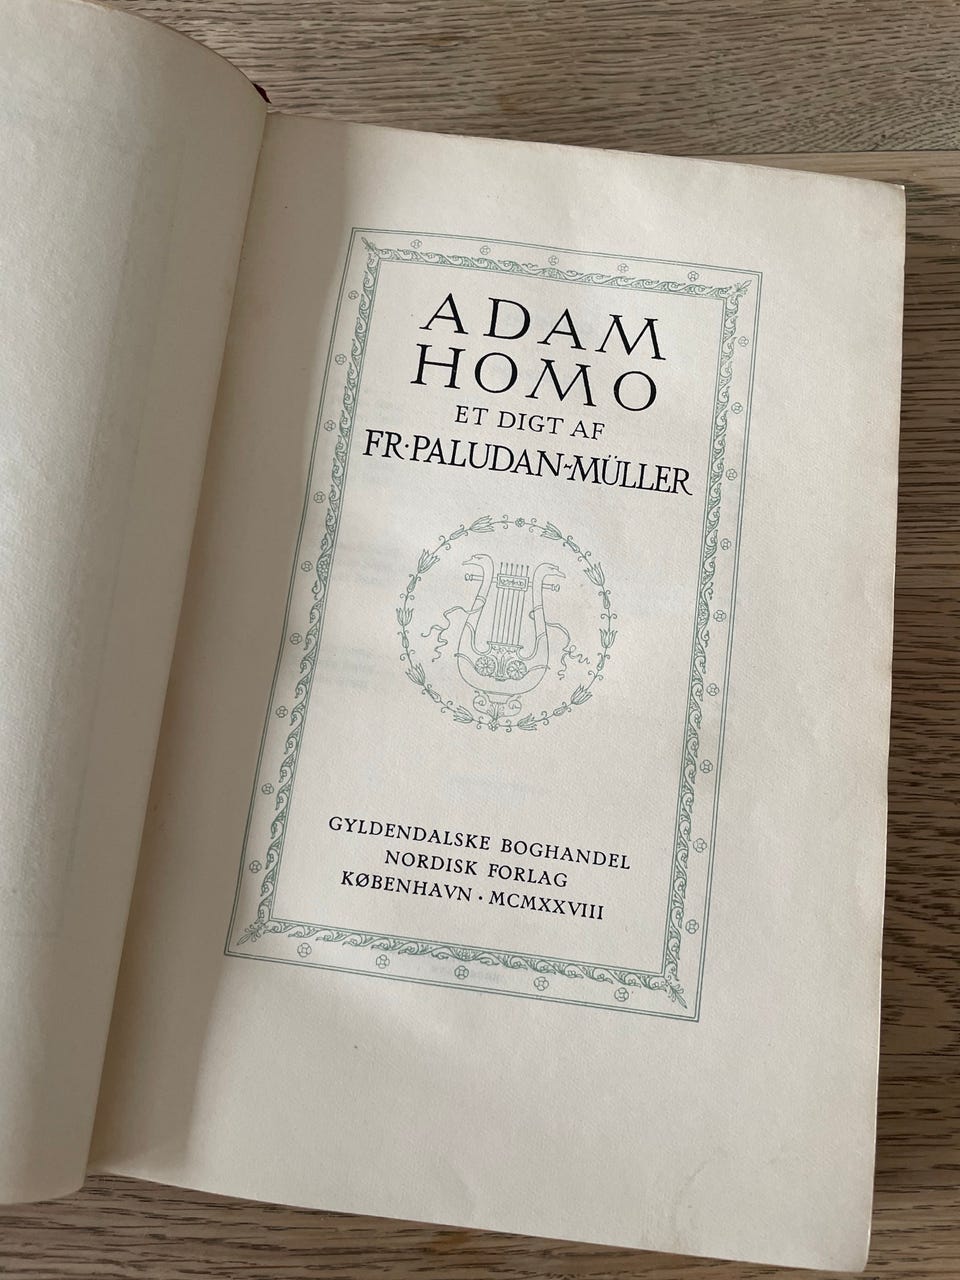 ADAM
HOMO
ET DIGT AF
FR·PALUDAN-MÜLLER
GYLDENDALSKE BOGHANDEL
NORDISK FORLAG
KØBENHAVN · MCMXXVIII